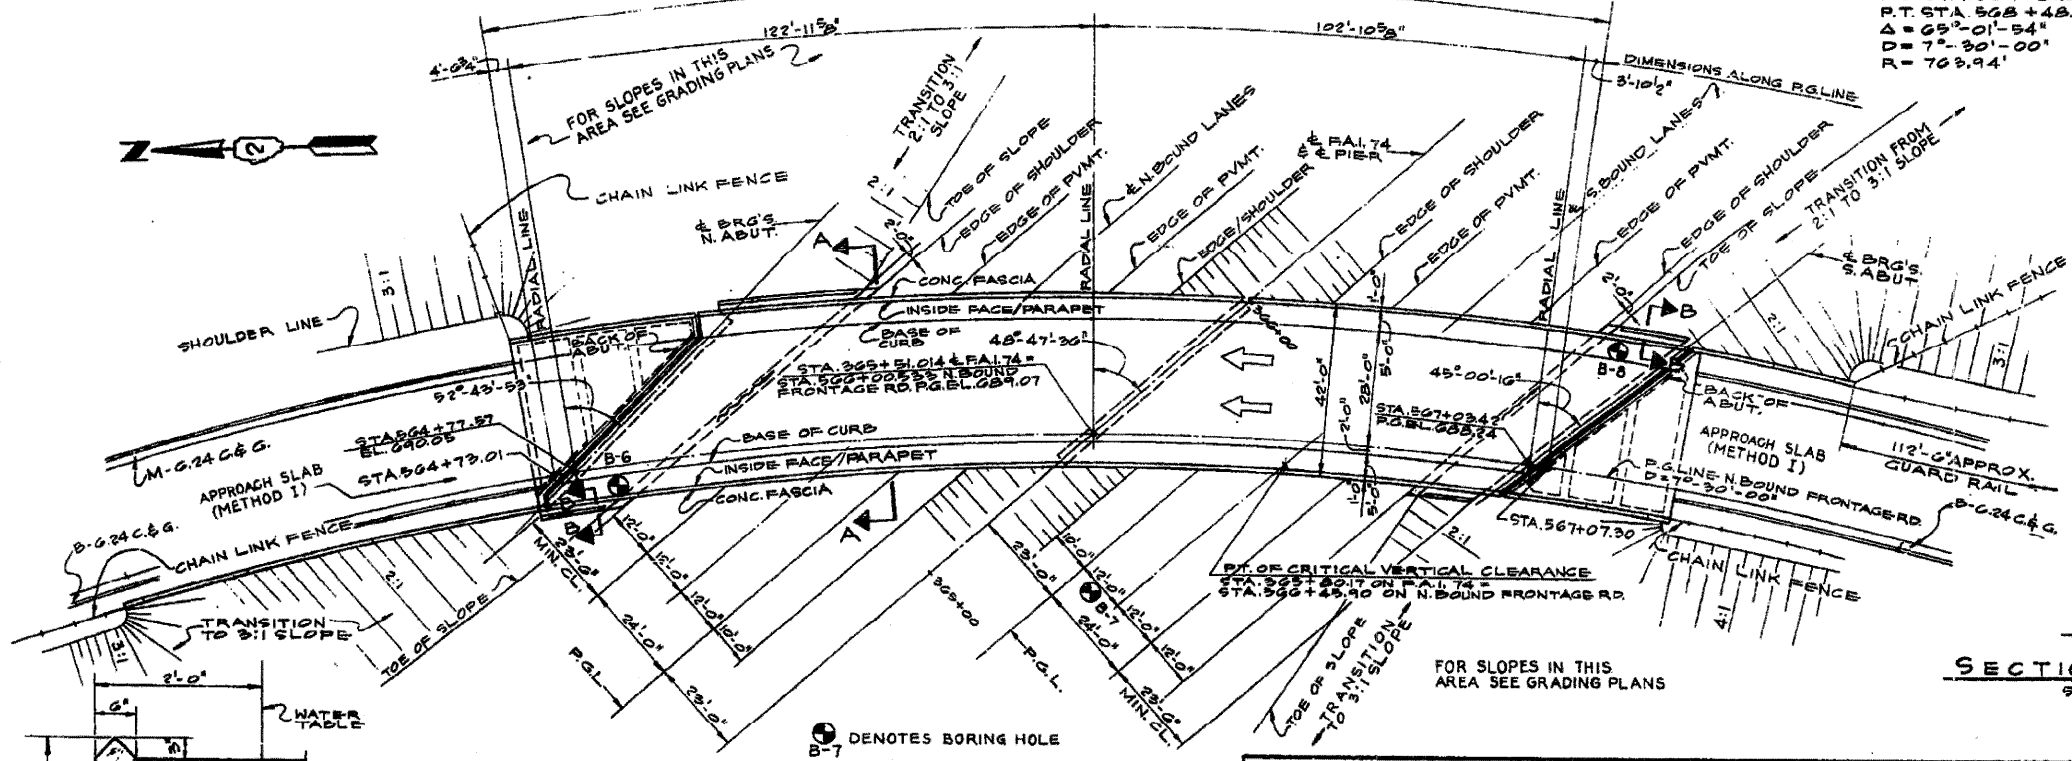 P.T. STA. 568+48.
Δ = 65°-01'-54"
D = 7°-30'-00"
R = 763.94'
122'-11 5/8"
102'-10 5/8"
4'-6 3/4"
3'-10 1/2"
DIMENSIONS ALONG P.G. LINE
FOR SLOPES IN THIS
AREA SEE GRADING PLANS
TRANSITION
2:1 TO 3:1
SLOPE
Z
2
CHAIN LINK FENCE
RADIAL LINE
3:1
SHOULDER LINE
℄ BRG'S
N. ABUT.
2:1
2'-0"
A
TOE OF SLOPE
EDGE OF SHOULDER
EDGE OF PVMT.
RADIAL LINE
℄ N. BOUND LANES
EDGE OF PVMT.
EDGE/SHOULDER
℄ F.A.I. 74
& ℄ PIER
EDGE OF SHOULDER
EDGE OF PVMT.
RADIAL LINE
℄ S. BOUND LANES
EDGE OF PVMT.
EDGE OF SHOULDER
TOE OF SLOPE
TRANSITION FROM
2:1 TO 3:1 SLOPE
℄ BRG'S.
S. ABUT
CHAIN LINK FENCE
2:1
3:1
2'-0"
B
B-8
CONC. FASCIA
INSIDE FACE/PARAPET
BASE OF
CURB
BACK OF
ABUT.
48°-47'-36"
STA. 365+51.014 ℄ F.A.I. 74 =
STA. 566+00.533 N. BOUND
FRONTAGE RD. P.G. EL. 689.07
52°-43'-53"
45°-00'-16"
42'-0"
28'-0"
1'-0"
5'-0"
2'-0"
1'-0"
5'-0"
STA. 567+03.42
P.G. EL. 688.24
BACK OF
ABUT.
APPROACH SLAB
(METHOD I)
112'-6" APPROX.
GUARD RAIL
P.G. LINE N. BOUND FRONTAGE RD.
D=7°-30'-00"
B-6.24 C. & G.
STA. 567+07.30
CHAIN LINK FENCE
M-6.24 C. & G.
STA. 564+77.57
EL. 690.05
APPROACH SLAB
(METHOD I)
STA. 564+73.01
BASE OF CURB
INSIDE FACE/PARAPET
CONC. FASCIA
B-6
B
A
B-6.24 C. & G.
CHAIN LINK FENCE
2:1
TRANSITION
TO 3:1 SLOPE
3:1
TOE OF SLOPE
23'-6"
MIN. CL.
12'-0"
12'-0"
12'-0"
10'-0"
24'-0"
23'-0"
P.G.L.
365+00
P.G.L.
23'-0"
10'-0"
12'-0"
12'-0"
12'-0"
B-7
24'-0"
23'-6"
MIN. CL.
PT. OF CRITICAL VERTICAL CLEARANCE
STA. 365+80.17 ON F.A.I. 74 =
STA. 566+45.90 ON N. BOUND FRONTAGE RD.
2:1
4:1
TOE OF SLOPE
TRANSITION
TO 3:1 SLOPE
FOR SLOPES IN THIS
AREA SEE GRADING PLANS
2'-0"
6"
WATER
TABLE
3"
B-7 DENOTES BORING HOLE
SECTI